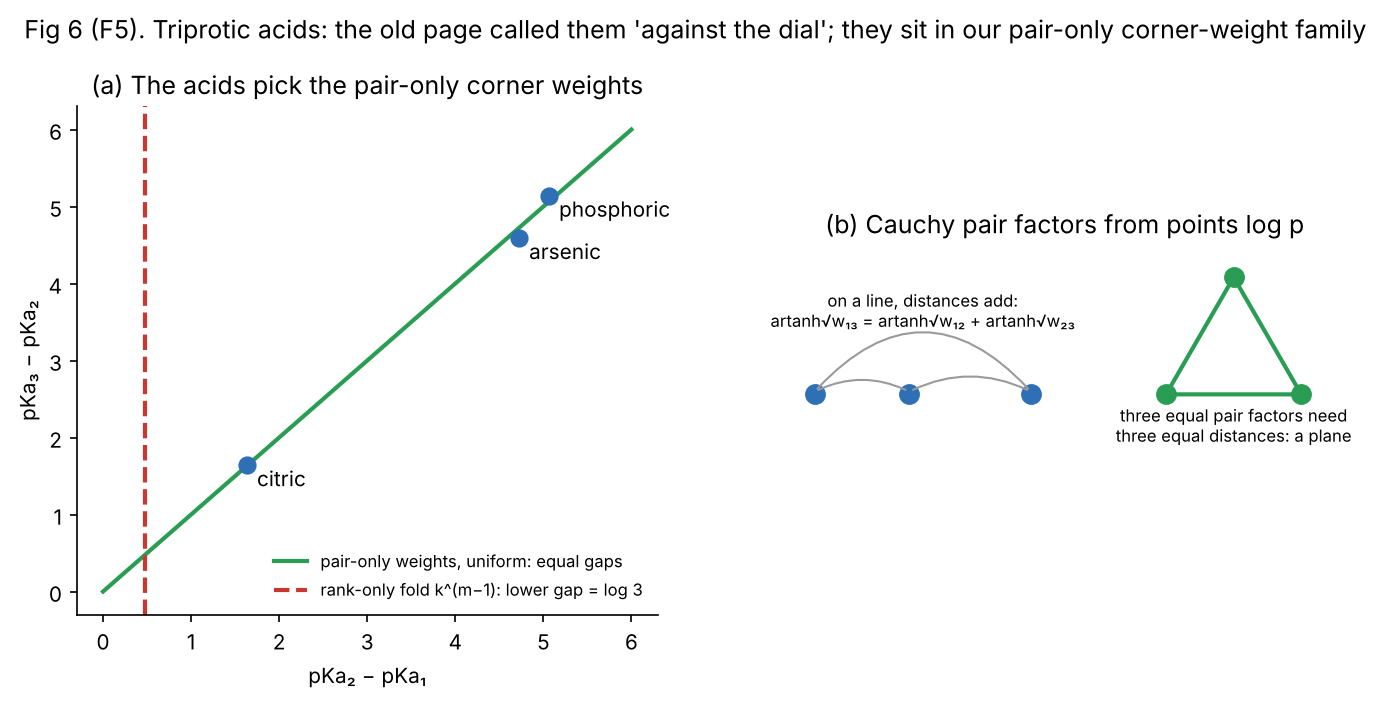 Fig 6 (F5). Triprotic acids: the old page called them 'against the dial'; they sit in our pair-only corner-weight family
(a) The acids pick the pair-only corner weights
pKa₃ − pKa₂
6
5
4
3
2
1
0
phosphoric
arsenic
citric
pair-only weights, uniform: equal gaps
rank-only fold k^(m−1): lower gap = log 3
0 1 2 3 4 5 6
pKa₂ − pKa₁
(b) Cauchy pair factors from points log p
on a line, distances add:
artanh√w₁₃ = artanh√w₁₂ + artanh√w₂₃
three equal pair factors need
three equal distances: a plane